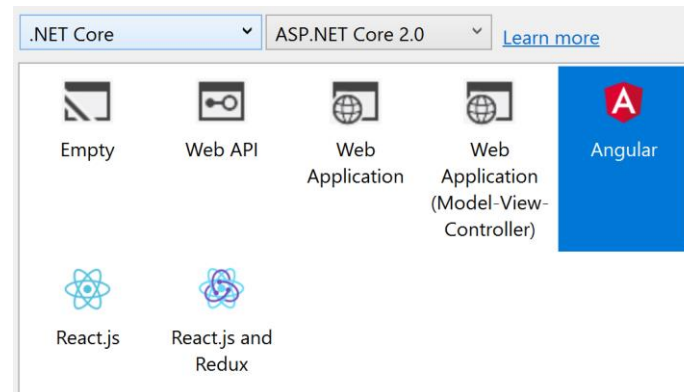 .NET Core
ASP.NET Core 2.0
Learn more
Empty
Web API
Web
Application
Web
Application
(Model-View-
Controller)
Angular
React.js
React.js and
Redux